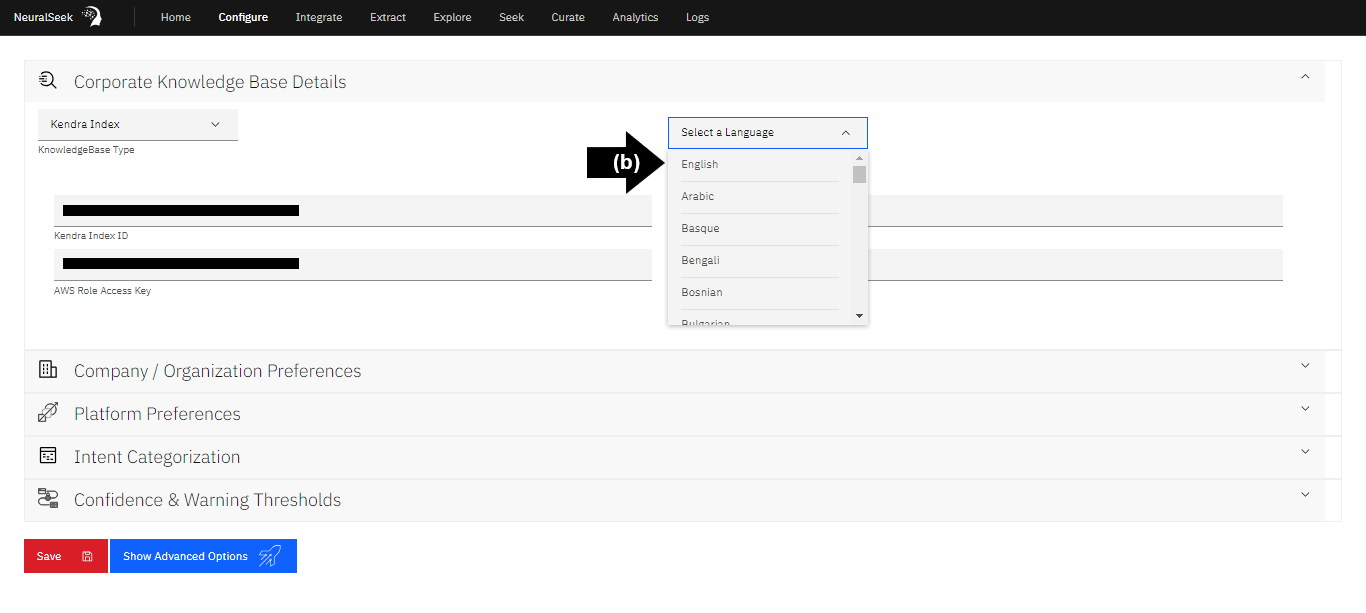 NeuralSeek Home Configure Integrate Extract Explore Seek Curate Analytics Logs
Corporate Knowledge Base Details
Kendra Index
KnowledgeBase Type
Select a Language
(b)
English
Arabic
Basque
Bengali
Bosnian
Bulgarian
Kendra Index ID
AWS Role Access Key
Company / Organization Preferences
Platform Preferences
Intent Categorization
Confidence & Warning Thresholds
Save Show Advanced Options